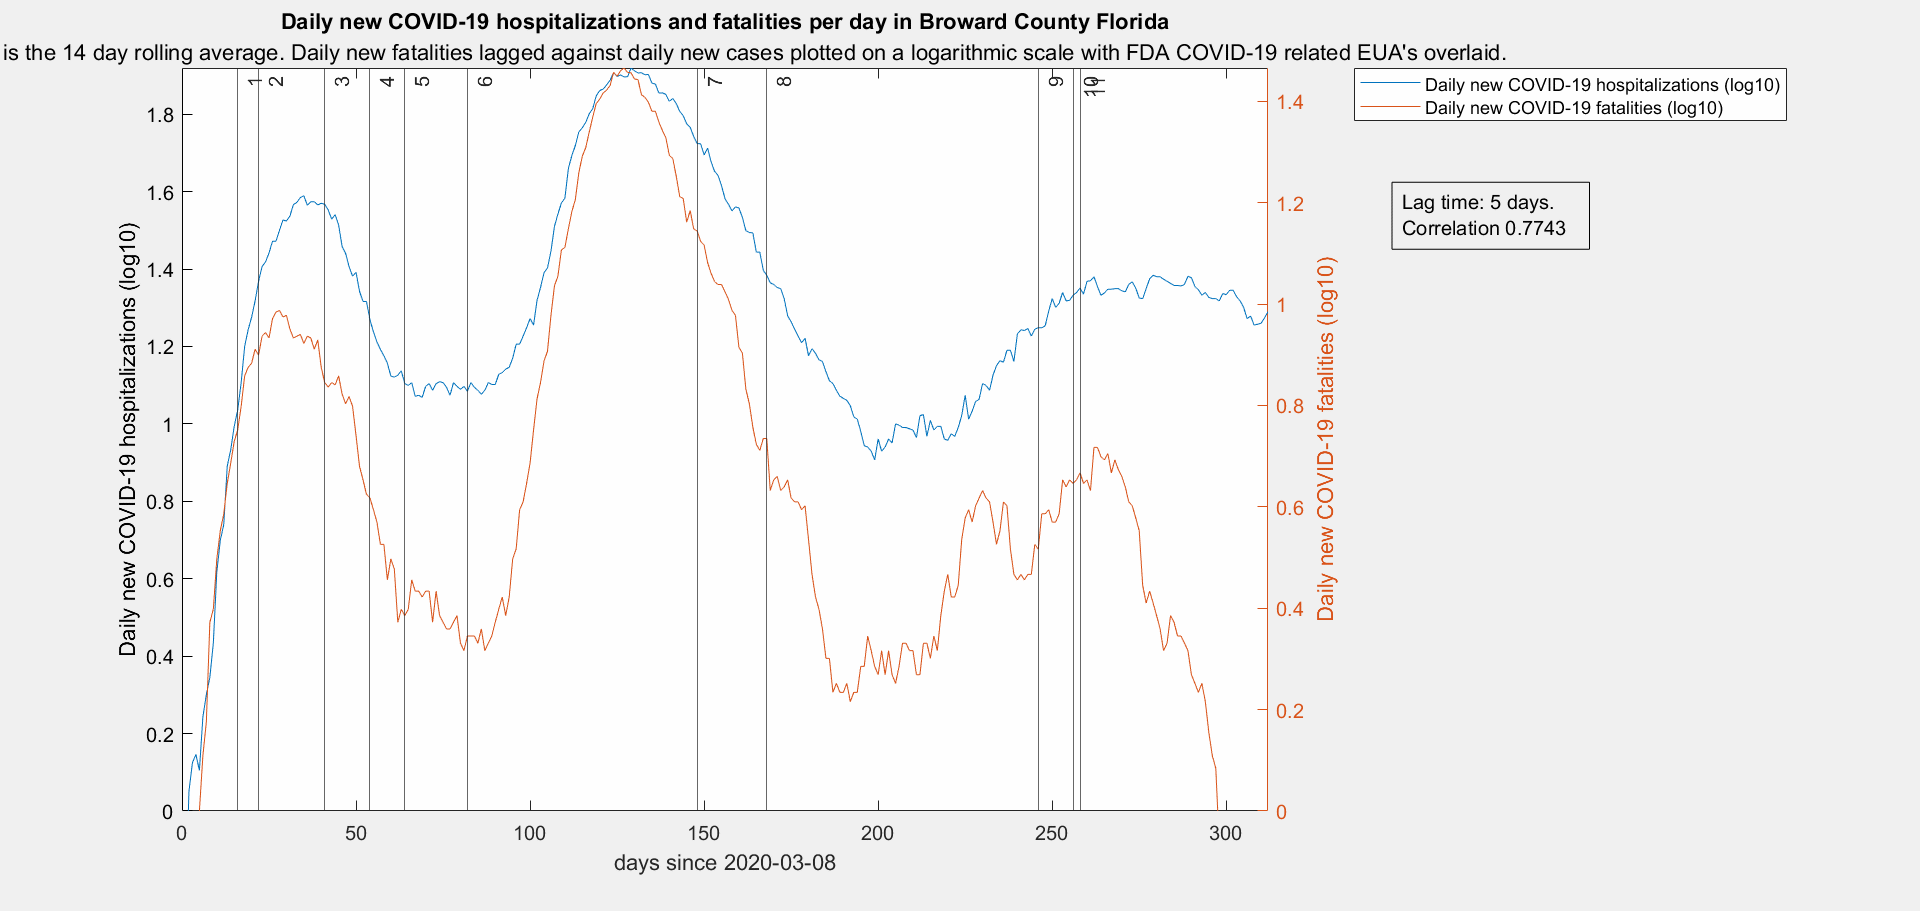 Daily new COVID-19 hospitalizations and fatalities per day in Broward County Florida
is the 14 day rolling average. Daily new fatalities lagged against daily new cases plotted on a logarithmic scale with FDA COVID-19 related EUA's overlaid.
1 2 3 4 5 6 7 8 9 10 11
Daily new COVID-19 hospitalizations (log10)
Daily new COVID-19 fatalities (log10)
Lag time: 5 days.
Correlation 0.7743
Daily new COVID-19 hospitalizations (log10)
1.8
1.6
1.4
1.2
1
0.8
0.6
0.4
0.2
0
1.4
1.2
1
0.8
0.6
0.4
0.2
0
Daily new COVID-19 fatalities (log10)
0 50 100 150 200 250 300
days since 2020-03-08